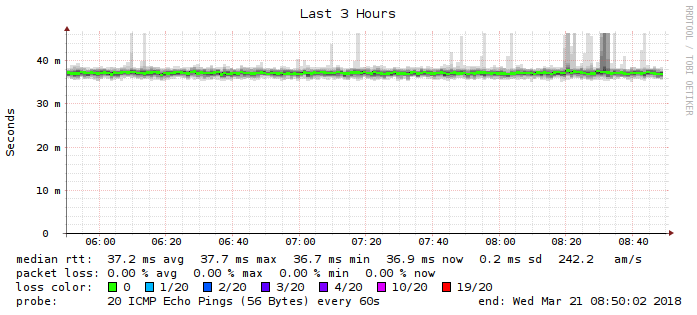 Last 3 Hours
RRDTOOL / TOBI OETIKER
Seconds
40 m
30 m
20 m
10 m
0
06:00 06:20 06:40 07:00 07:20 07:40 08:00 08:20 08:40
median rtt: 37.2 ms avg 37.7 ms max 36.7 ms min 36.9 ms now 0.2 ms sd 242.2 am/s
packet loss: 0.00 % avg 0.00 % max 0.00 % min 0.00 % now
loss color: 0 1/20 2/20 3/20 4/20 10/20 19/20
probe: 20 ICMP Echo Pings (56 Bytes) every 60s end: Wed Mar 21 08:50:02 2018